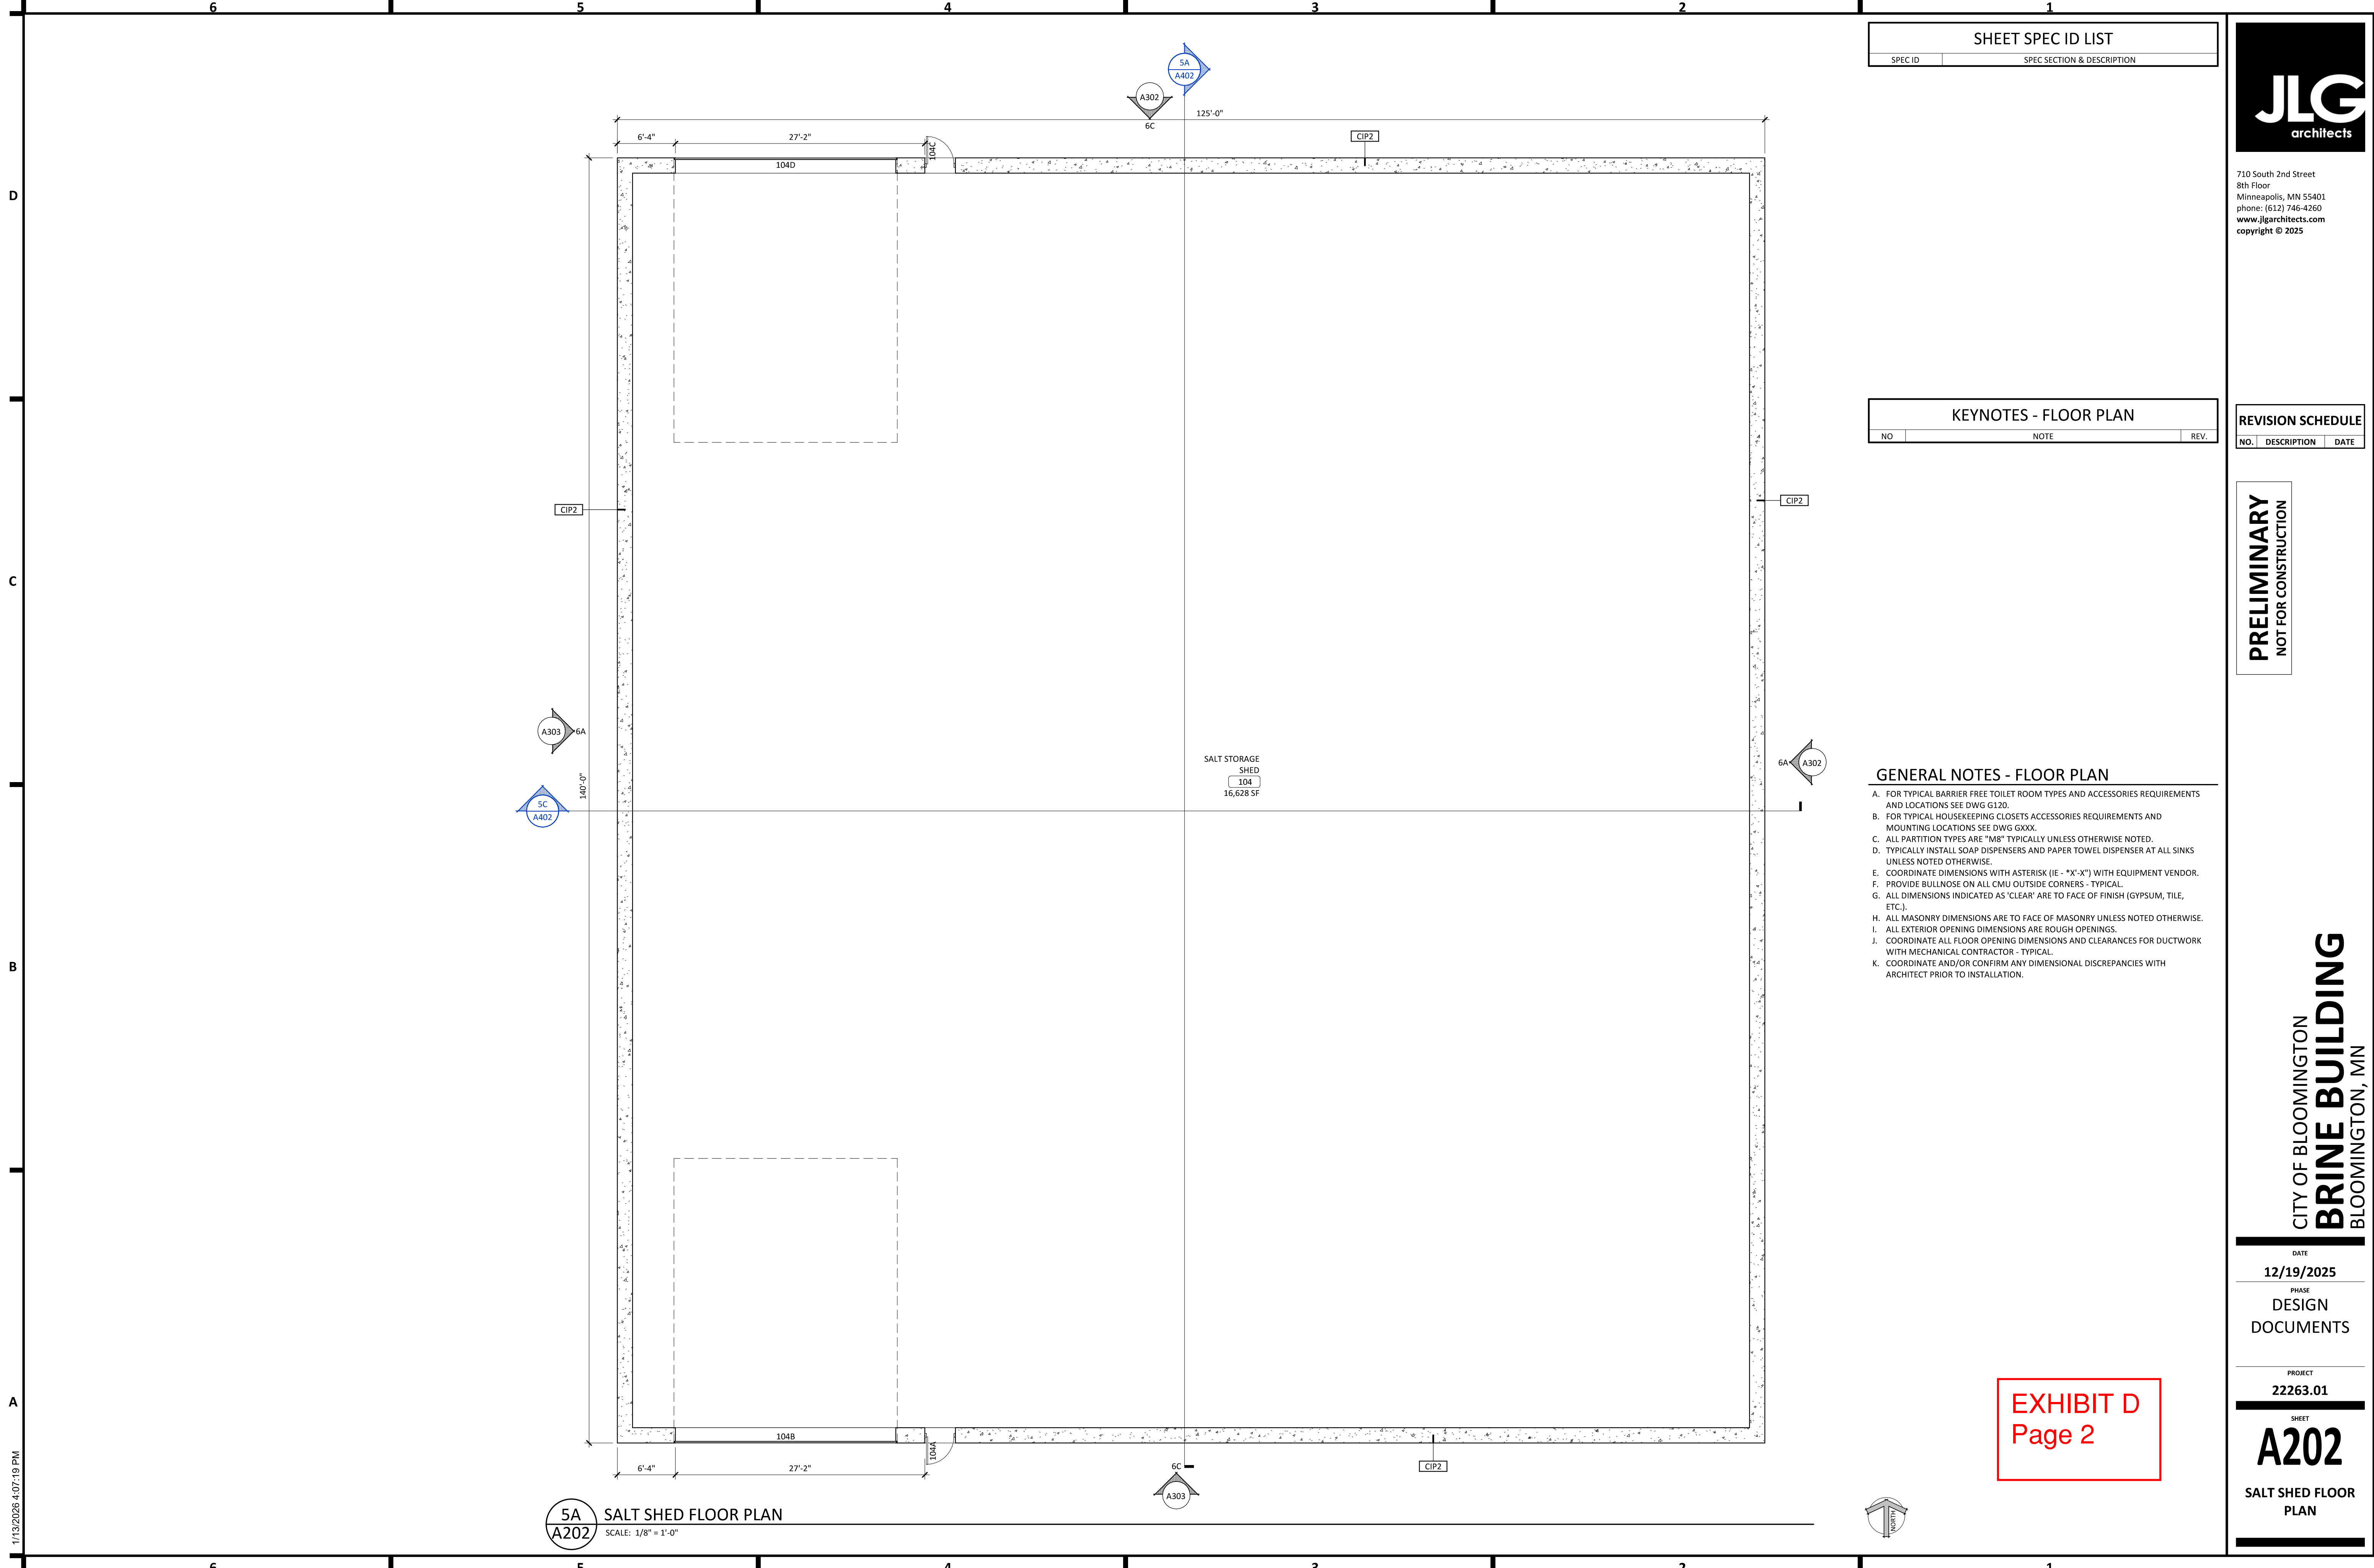 6
5
4
3
2
1
D
C
B
A
5A
A402
A302
6C
125'-0"
6'-4"
27'-2"
104C
104D
CIP2
CIP2
CIP2
A303
6A
140'-0"
5C
A402
SALT STORAGE
SHED
104
16,628 SF
6A
A302
104B
104A
6'-4"
27'-2"
6C
A303
CIP2
5A
A202
SALT SHED FLOOR PLAN
SCALE: 1/8" = 1'-0"
NORTH
SHEET SPEC ID LIST
SPEC ID
SPEC SECTION & DESCRIPTION
KEYNOTES - FLOOR PLAN
NO
NOTE
REV.
GENERAL NOTES - FLOOR PLAN
A. FOR TYPICAL BARRIER FREE TOILET ROOM TYPES AND ACCESSORIES REQUIREMENTS
AND LOCATIONS SEE DWG G120.
B. FOR TYPICAL HOUSEKEEPING CLOSETS ACCESSORIES REQUIREMENTS AND
MOUNTING LOCATIONS SEE DWG GXXX.
C. ALL PARTITION TYPES ARE "M8" TYPICALLY UNLESS OTHERWISE NOTED.
D. TYPICALLY INSTALL SOAP DISPENSERS AND PAPER TOWEL DISPENSER AT ALL SINKS
UNLESS NOTED OTHERWISE.
E. COORDINATE DIMENSIONS WITH ASTERISK (IE - *X'-X") WITH EQUIPMENT VENDOR.
F. PROVIDE BULLNOSE ON ALL CMU OUTSIDE CORNERS - TYPICAL.
G. ALL DIMENSIONS INDICATED AS 'CLEAR' ARE TO FACE OF FINISH (GYPSUM, TILE,
ETC.).
H. ALL MASONRY DIMENSIONS ARE TO FACE OF MASONRY UNLESS NOTED OTHERWISE.
I. ALL EXTERIOR OPENING DIMENSIONS ARE ROUGH OPENINGS.
J. COORDINATE ALL FLOOR OPENING DIMENSIONS AND CLEARANCES FOR DUCTWORK
WITH MECHANICAL CONTRACTOR - TYPICAL.
K. COORDINATE AND/OR CONFIRM ANY DIMENSIONAL DISCREPANCIES WITH
ARCHITECT PRIOR TO INSTALLATION.
EXHIBIT D
Page 2
JLG
architects
710 South 2nd Street
8th Floor
Minneapolis, MN 55401
phone: (612) 746-4260
www.jlgarchitects.com
copyright © 2025
REVISION SCHEDULE
NO.
DESCRIPTION
DATE
PRELIMINARY
NOT FOR CONSTRUCTION
CITY OF BLOOMINGTON
BRINE BUILDING
BLOOMINGTON, MN
DATE
12/19/2025
PHASE
DESIGN
DOCUMENTS
PROJECT
22263.01
SHEET
A202
SALT SHED FLOOR
PLAN
1/13/2026 4:07:19 PM
6
5
4
3
2
1